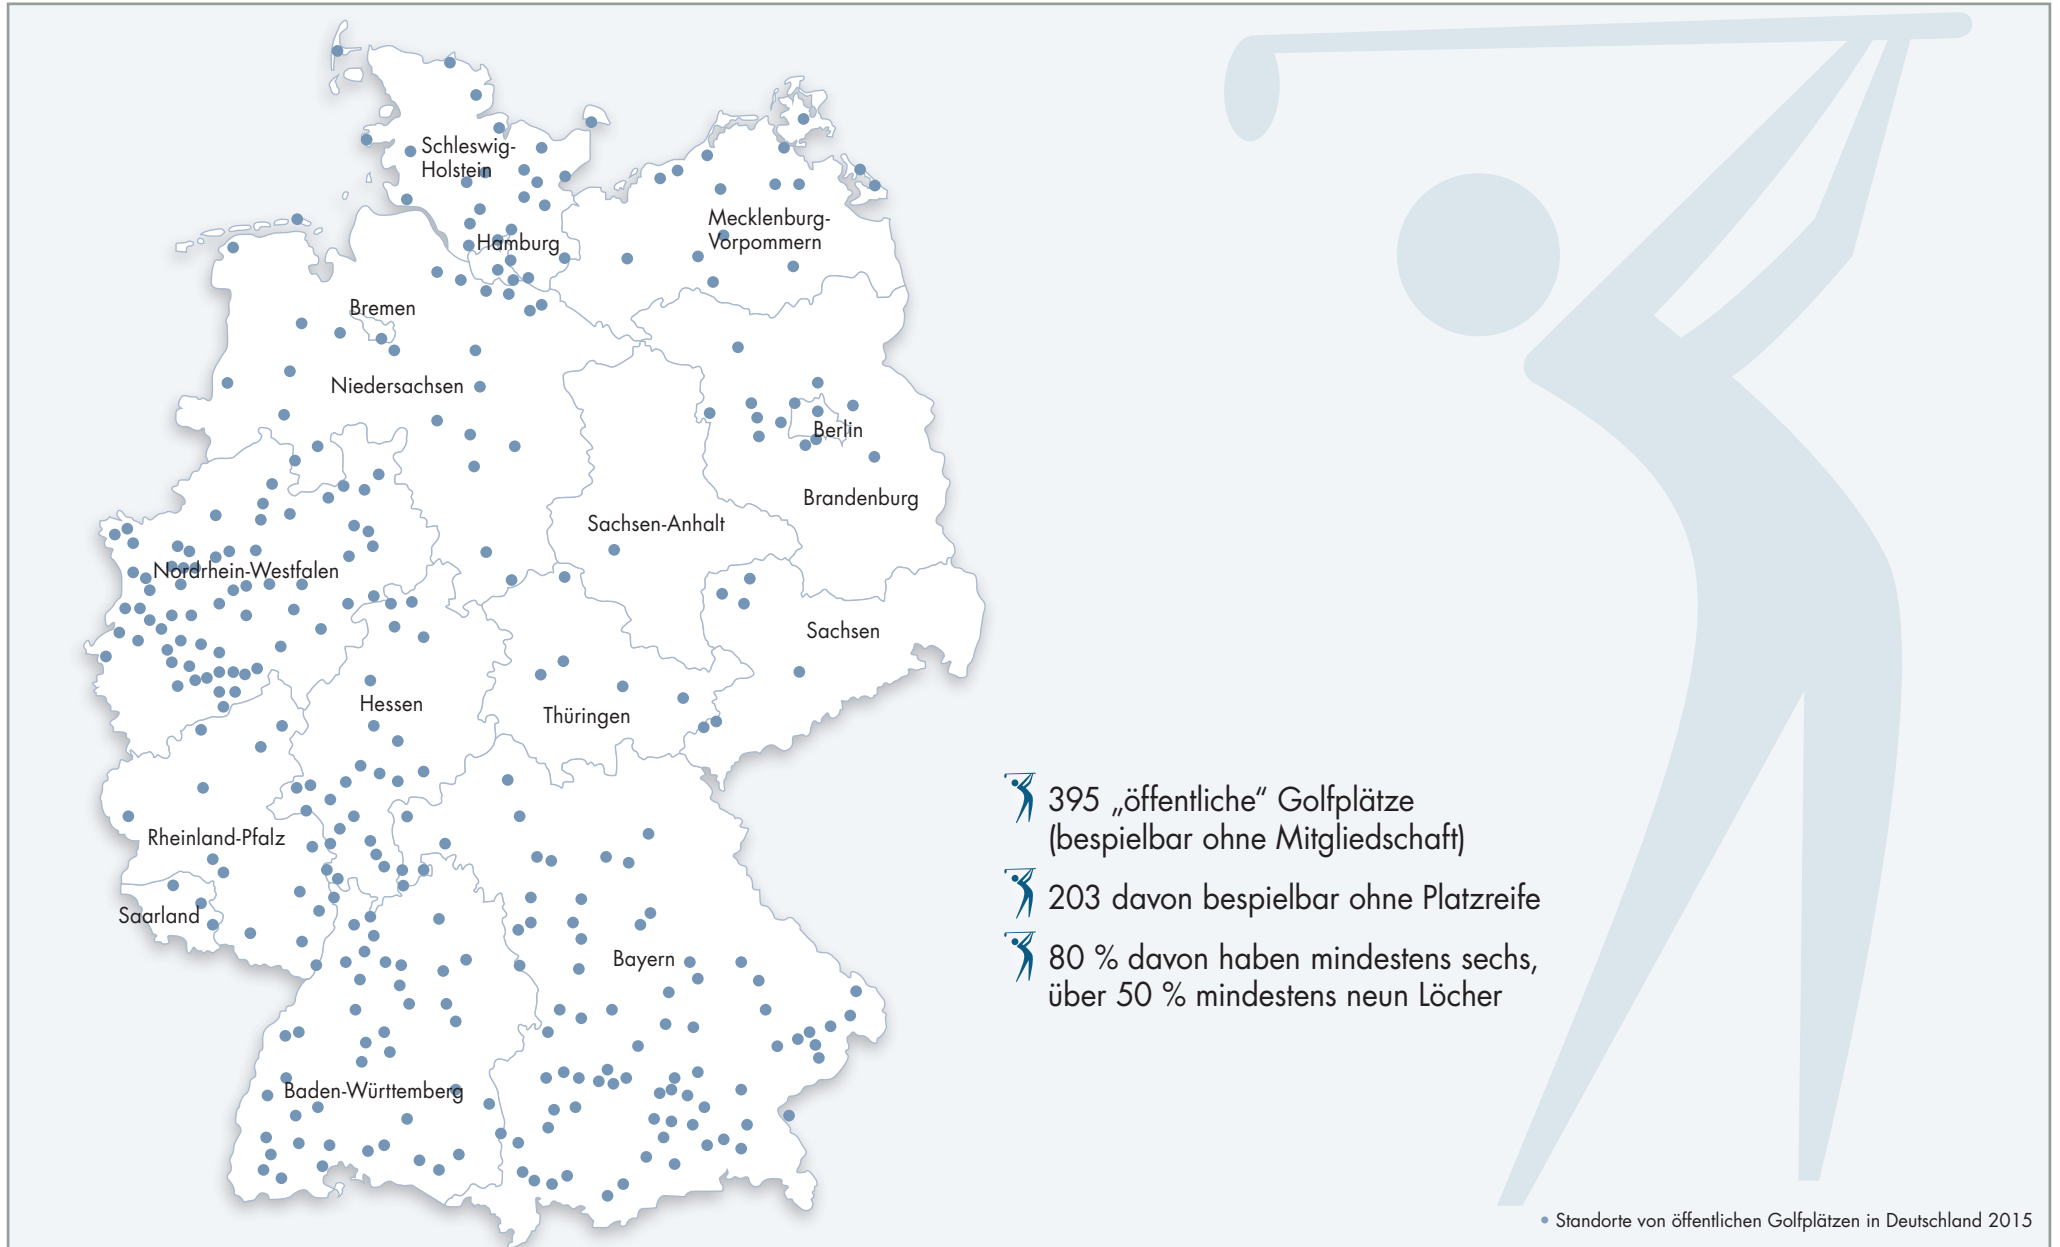 Schleswig-
Holstein
Mecklenburg-
Vorpommern
Hamburg
Bremen
Niedersachsen
Berlin
Brandenburg
Sachsen-Anhalt
Nordrhein-Westfalen
Sachsen
Hessen
Thüringen
Rheinland-Pfalz
Saarland
Bayern
Baden-Württemberg
395 „öffentliche“ Golfplätze
(bespielbar ohne Mitgliedschaft)
203 davon bespielbar ohne Platzreife
80 % davon haben mindestens sechs,
über 50 % mindestens neun Löcher
• Standorte von öffentlichen Golfplätzen in Deutschland 2015